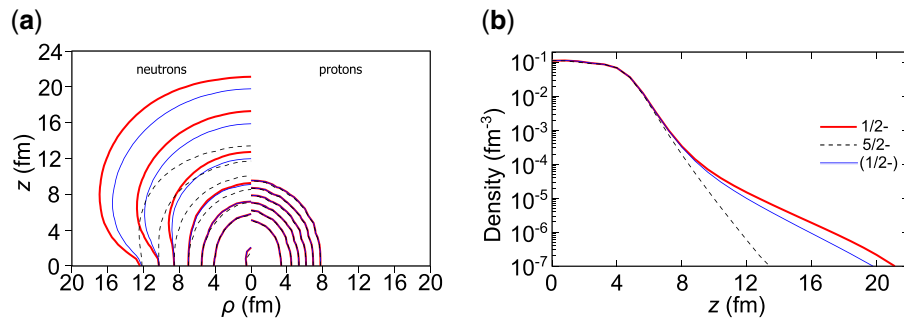 (a)
neutrons
protons
z (fm)
24
20
16
12
8
4
0
20 16 12 8 4 0 4 8 12 16 20
ρ (fm)
(b)
Density (fm-3)
10-1
10-2
10-3
10-4
10-5
10-6
10-7
0 4 8 12 16 20
z (fm)
1/2-
5/2-
(1/2-)